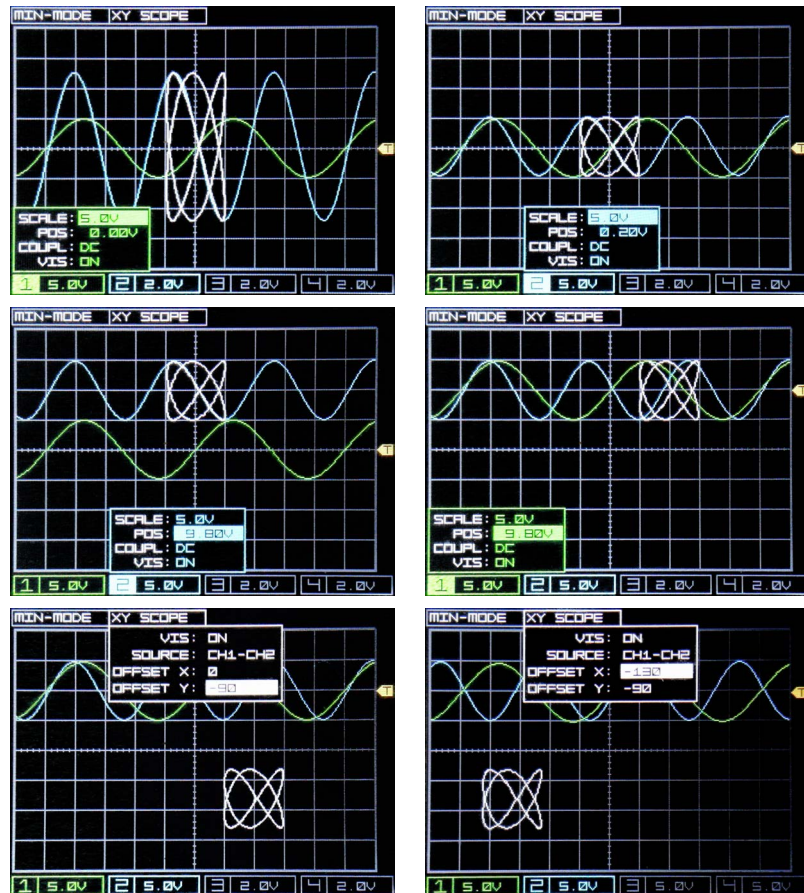 MIN-MODE XY SCOPE
SCALE: 5.0V
POS: 0.00V
COUPL: DC
VIS: ON
T
1 5.0V 2 2.0V 3 2.0V 4 2.0V
MIN-MODE XY SCOPE
SCALE: 5.0V
POS: 0.20V
COUPL: DC
VIS: ON
T
1 5.0V 2 5.0V 3 2.0V 4 2.0V
MIN-MODE XY SCOPE
SCALE: 5.0V
POS: 9.80V
COUPL: DC
VIS: ON
T
1 5.0V 2 5.0V 3 2.0V 4 2.0V
MIN-MODE XY SCOPE
SCALE: 5.0V
POS: 9.80V
COUPL: DC
VIS: ON
T
1 5.0V 2 5.0V 3 2.0V 4 2.0V
MIN-MODE XY SCOPE
VIS: ON
SOURCE: CH1-CH2
OFFSET X: 0
OFFSET Y: -90
T
1 5.0V 2 5.0V 3 2.0V 4 2.0V
MIN-MODE XY SCOPE
VIS: ON
SOURCE: CH1-CH2
OFFSET X: -130
OFFSET Y: -90
T
1 5.0V 2 5.0V 3 2.0V 4 2.0V